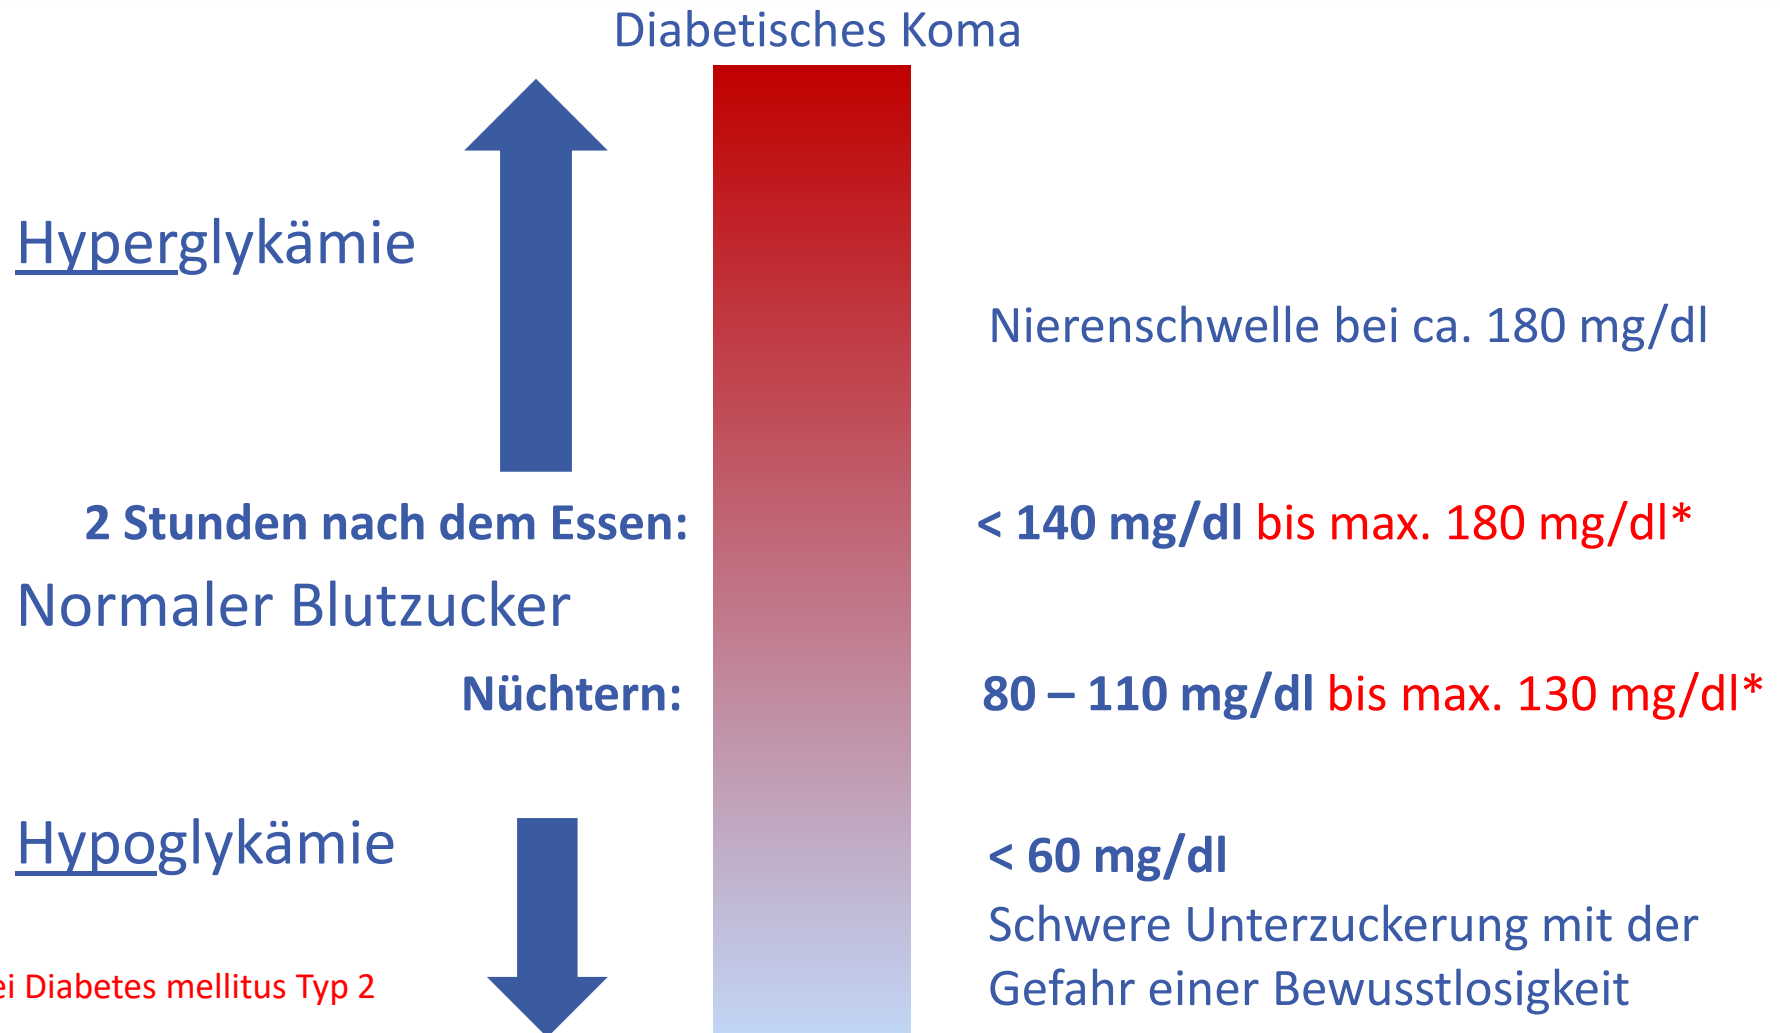 Diabetisches Koma
Hyperglykämie
Nierenschwelle bei ca. 180 mg/dl
2 Stunden nach dem Essen: < 140 mg/dl bis max. 180 mg/dl*
Normaler Blutzucker
Nüchtern: 80 – 110 mg/dl bis max. 130 mg/dl*
Hypoglykämie
< 60 mg/dl
Schwere Unterzuckerung mit der
Gefahr einer Bewusstlosigkeit
ei Diabetes mellitus Typ 2